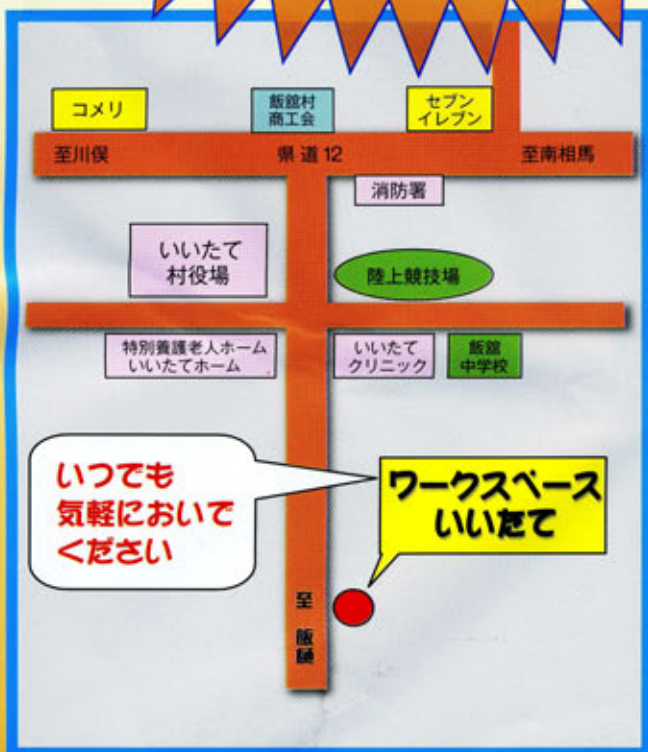 コメリ
飯舘村
商工会
セブン
イレブン
至川俣
県道12
至南相馬
消防署
いいたて
村役場
陸上競技場
特別養護老人ホーム
いいたてホーム
いいたて
クリニック
飯舘
中学校
いつでも
気軽においで
ください
ワークスペース
いいたて
至 飯樋